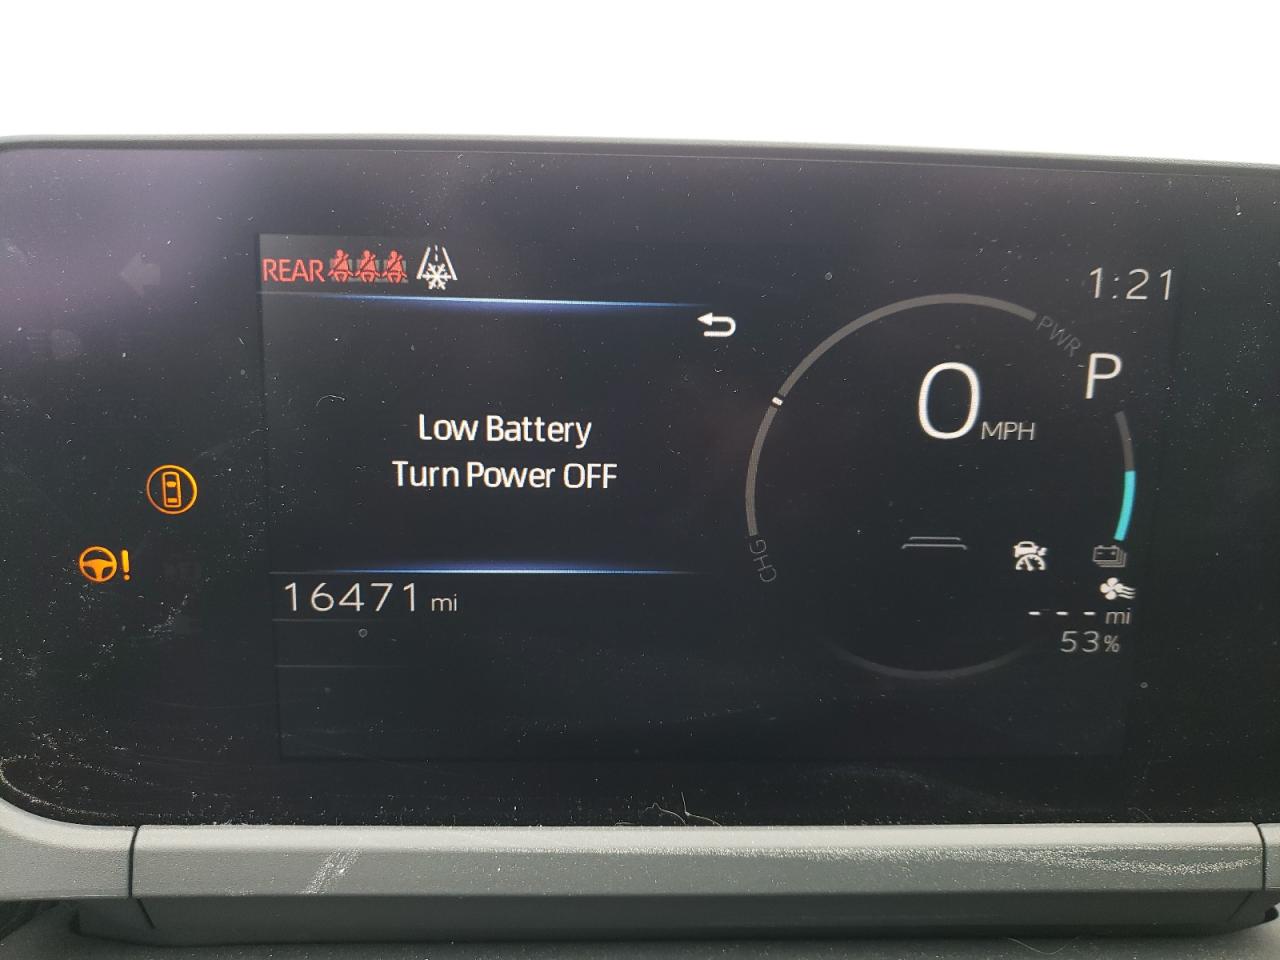 REAR
1:21
PWR
P
0 MPH
Low Battery
Turn Power OFF
CHG
16471 mi
- - - mi
53%